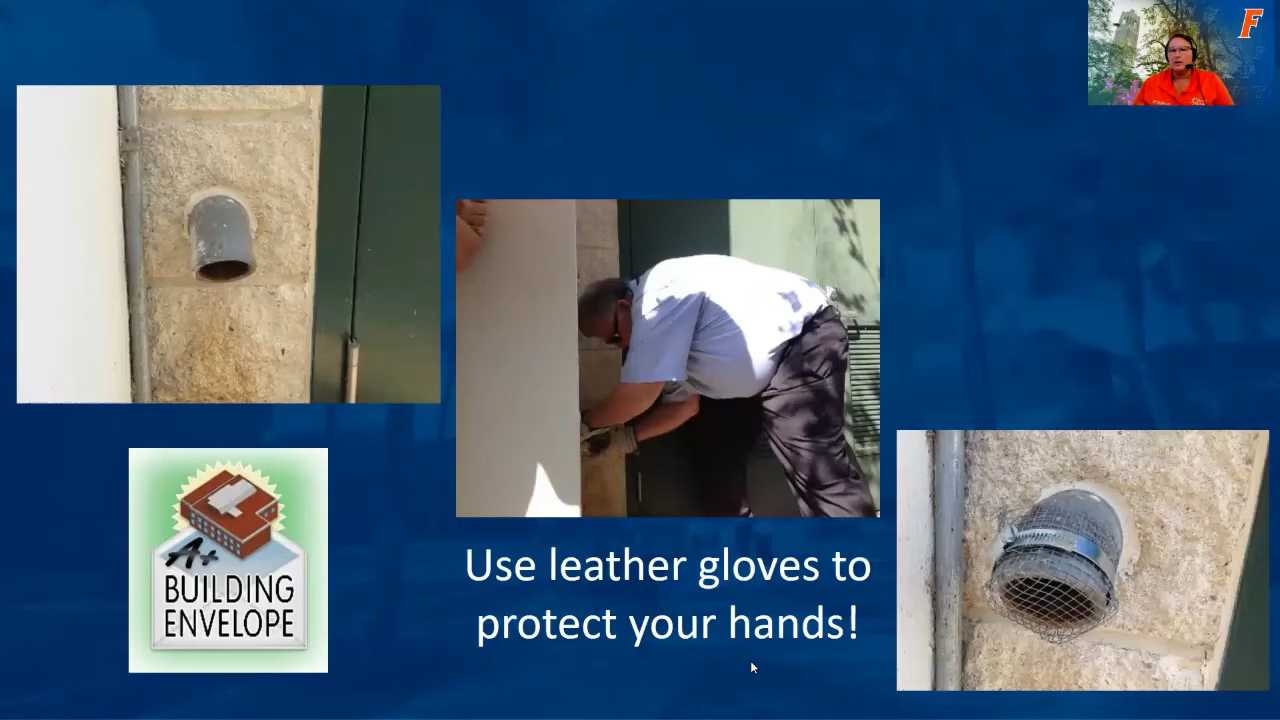 F
A+
BUILDING
ENVELOPE
Use leather gloves to
protect your hands!